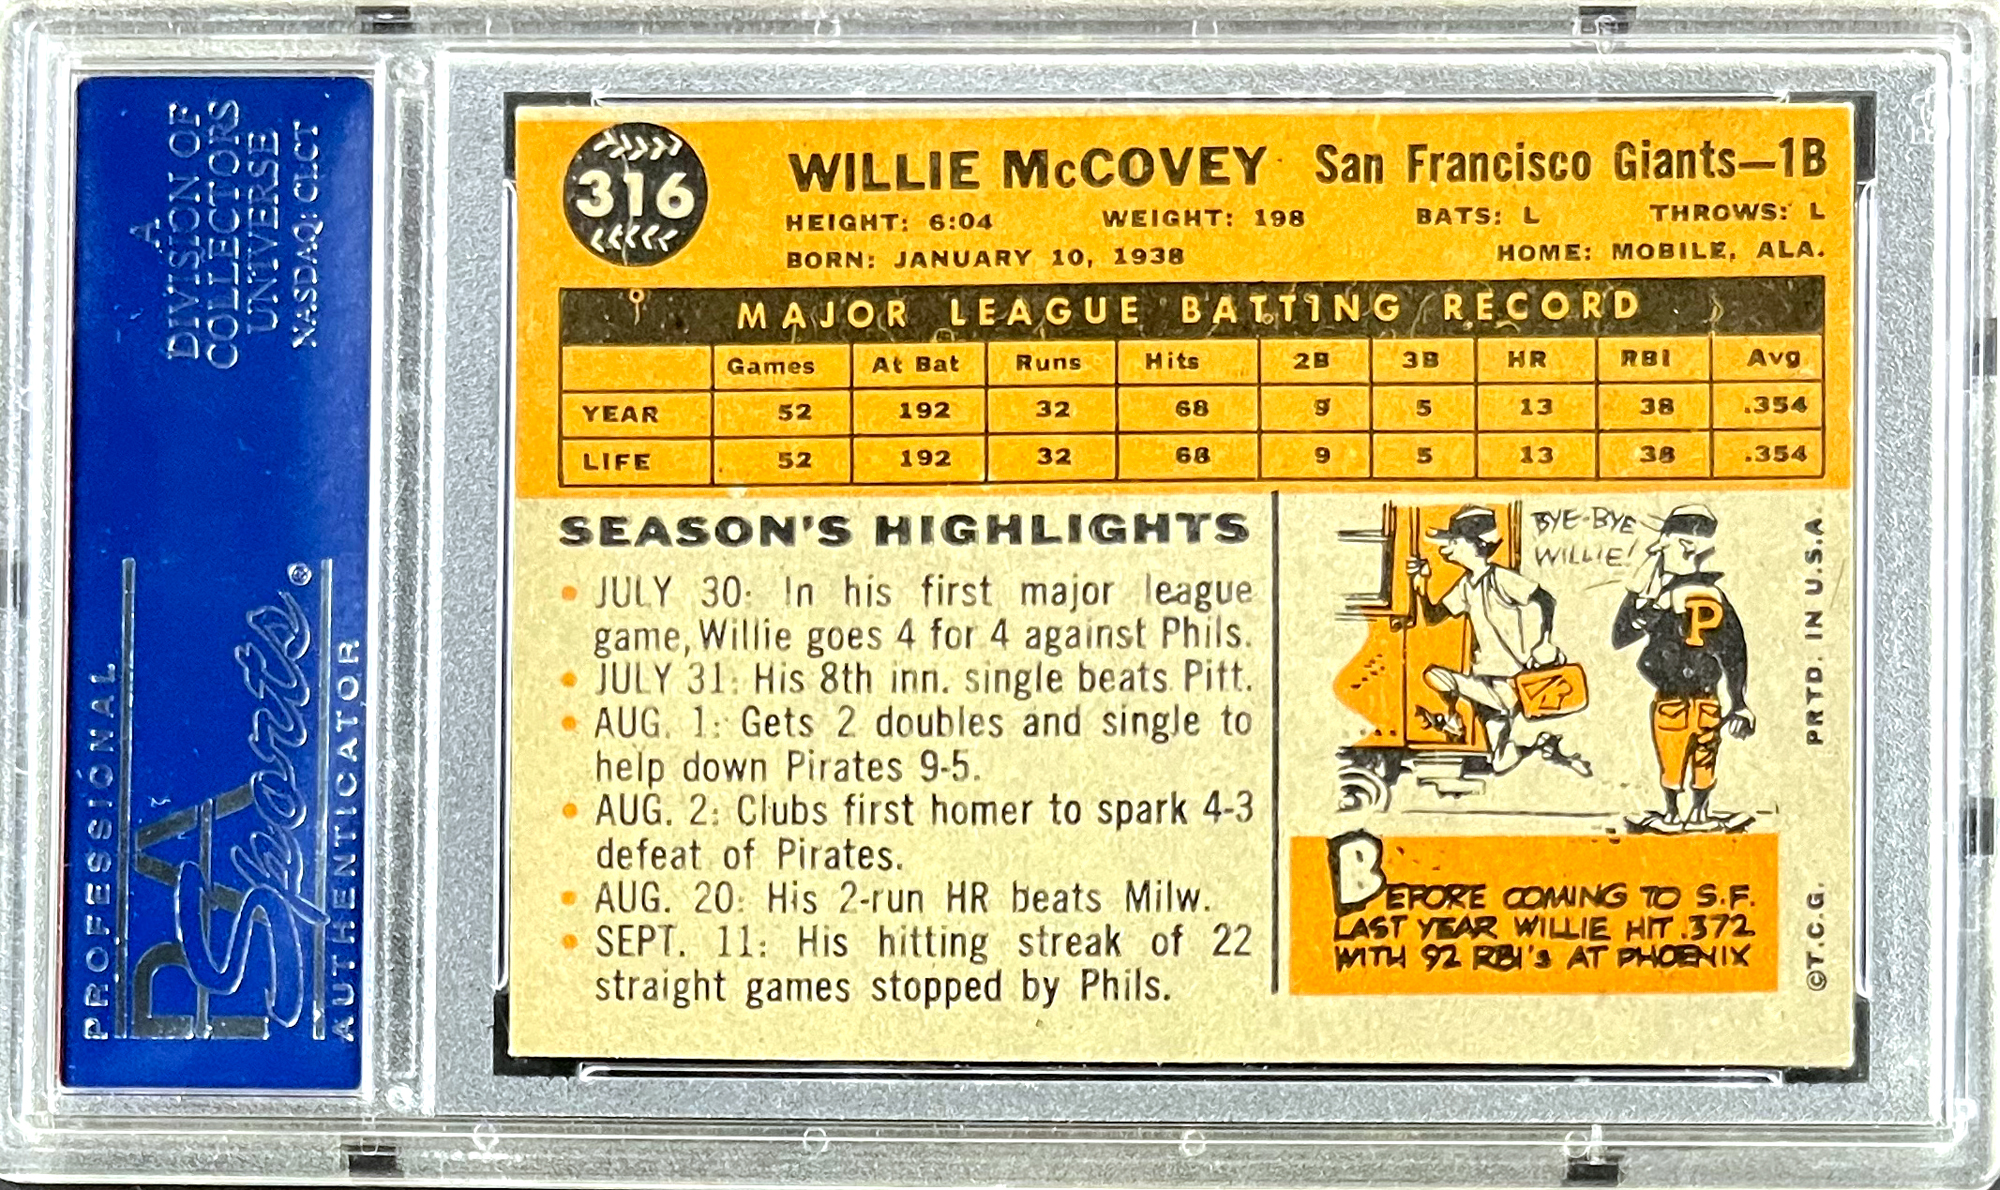 A
DIVISION OF
COLLECTORS
UNIVERSE
NASDAQ: CLCT
PROFESSIONAL
PSA
Sports®
AUTHENTICATOR
316
WILLIE McCOVEY San Francisco Giants—1B
HEIGHT: 6:04 WEIGHT: 198 BATS: L THROWS: L
BORN: JANUARY 10, 1938 HOME: MOBILE, ALA.
MAJOR LEAGUE BATTING RECORD
Games At Bat Runs Hits 2B 3B HR RBI Avg
YEAR 52 192 32 68 9 5 13 38 .354
LIFE 52 192 32 68 9 5 13 38 .354
SEASON'S HIGHLIGHTS
• JULY 30: In his first major league
game, Willie goes 4 for 4 against Phils.
• JULY 31: His 8th inn. single beats Pitt.
• AUG. 1: Gets 2 doubles and single to
help down Pirates 9-5.
• AUG. 2: Clubs first homer to spark 4-3
defeat of Pirates.
• AUG. 20: His 2-run HR beats Milw.
• SEPT. 11: His hitting streak of 22
straight games stopped by Phils.
BYE-BYE
WILLIE!
P
BEFORE COMING TO S.F.
LAST YEAR WILLIE HIT .372
WITH 92 RBI's AT PHOENIX
©T.C.G. PRTD. IN U.S.A.